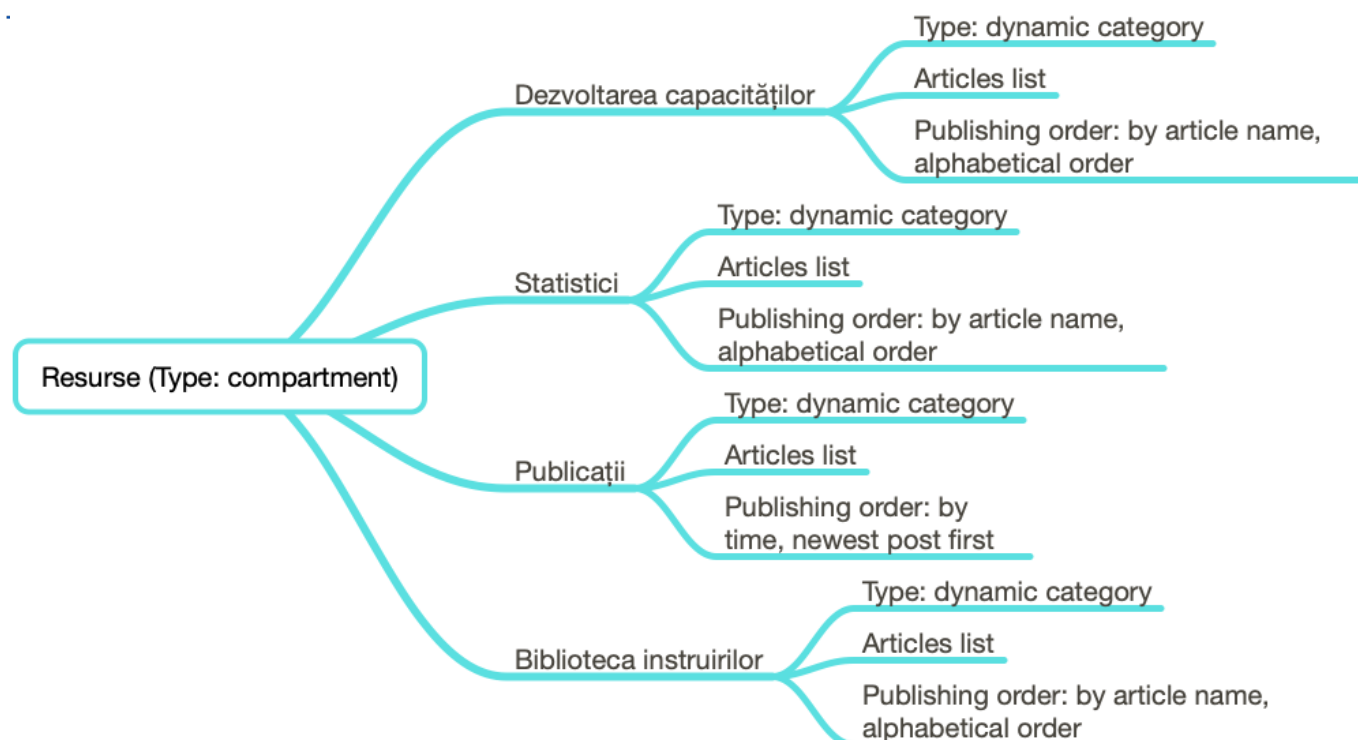 Resurse (Type: compartment)
Dezvoltarea capacităților
Type: dynamic category
Articles list
Publishing order: by article name,
alphabetical order
Statistici
Type: dynamic category
Articles list
Publishing order: by article name,
alphabetical order
Publicații
Type: dynamic category
Articles list
Publishing order: by
time, newest post first
Biblioteca instruirilor
Type: dynamic category
Articles list
Publishing order: by article name,
alphabetical order